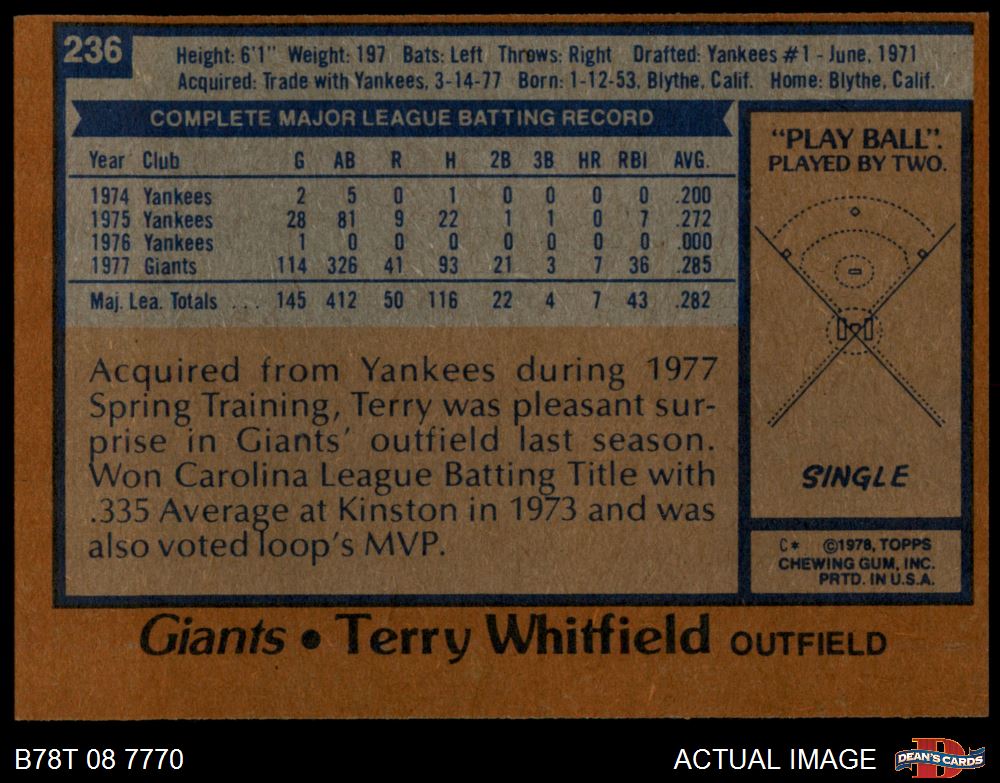 236
Height: 6'1" Weight: 197 Bats: Left Throws: Right Drafted: Yankees #1 - June, 1971
Acquired: Trade with Yankees, 3-14-77 Born: 1-12-53, Blythe, Calif. Home: Blythe, Calif.
COMPLETE MAJOR LEAGUE BATTING RECORD
Year Club G AB R H 2B 3B HR RBI AVG.
1974 Yankees 2 5 0 1 0 0 0 0 .200
1975 Yankees 28 81 9 22 1 1 0 7 .272
1976 Yankees 1 0 0 0 0 0 0 0 .000
1977 Giants 114 326 41 93 21 3 7 36 .285
Maj. Lea. Totals ... 145 412 50 116 22 4 7 43 .282
Acquired from Yankees during 1977
Spring Training, Terry was pleasant sur-
prise in Giants' outfield last season.
Won Carolina League Batting Title with
.335 Average at Kinston in 1973 and was
also voted loop's MVP.
"PLAY BALL":
PLAYED BY TWO.
SINGLE
C* ©1978, TOPPS
CHEWING GUM, INC.
PRTD. IN U.S.A.
Giants • Terry Whitfield OUTFIELD
B78T 08 7770
ACTUAL IMAGE
D
DEAN'S CARDS